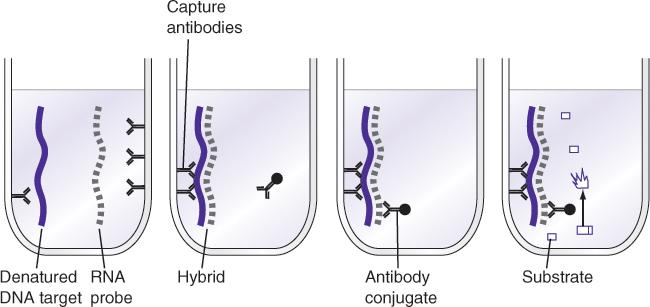 Capture
antibodies
Denatured
DNA target
RNA
probe
Hybrid
Antibody
conjugate
Substrate